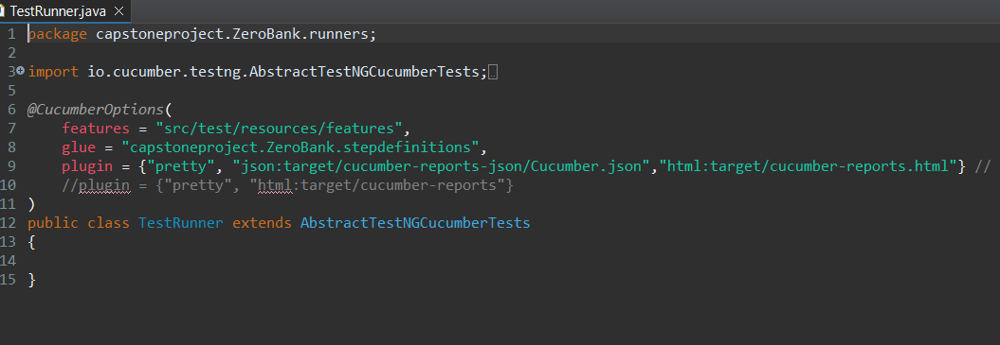 TestRunner.java ×
1 package capstoneproject.ZeroBank.runners;
2
3 import io.cucumber.testng.AbstractTestNGCucumberTests;
5
6 @CucumberOptions(
7     features = "src/test/resources/features",
8     glue = "capstoneproject.ZeroBank.stepdefinitions",
9     plugin = {"pretty", "json:target/cucumber-reports-json/Cucumber.json","html:target/cucumber-reports.html"} //
10     //plugin = {"pretty", "html:target/cucumber-reports"}
11 )
12 public class TestRunner extends AbstractTestNGCucumberTests
13 {
14
15 }